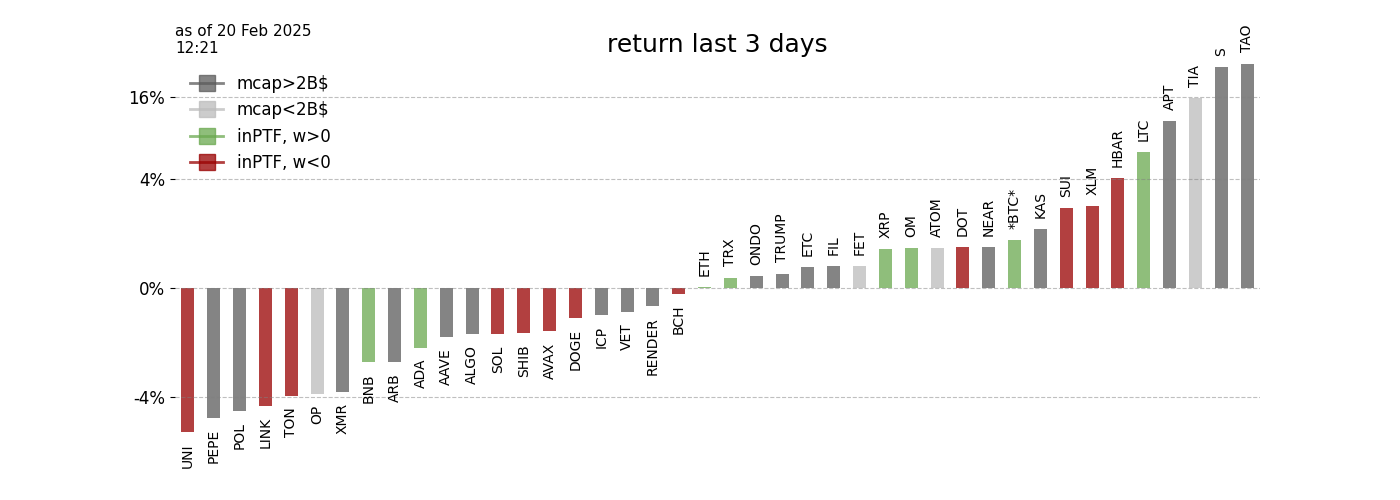 as of 20 Feb 2025
12:21
return last 3 days
mcap>2B$
mcap<2B$
inPTF, w>0
inPTF, w<0
16%
4%
0%
-4%
UNI
PEPE
POL
LINK
TON
OP
XMR
BNB
ARB
ADA
AAVE
ALGO
SOL
SHIB
AVAX
DOGE
ICP
VET
RENDER
BCH
ETH
TRX
ONDO
TRUMP
ETC
FIL
FET
XRP
OM
ATOM
DOT
NEAR
*BTC*
KAS
SUI
XLM
HBAR
LTC
APT
TIA
S
TAO